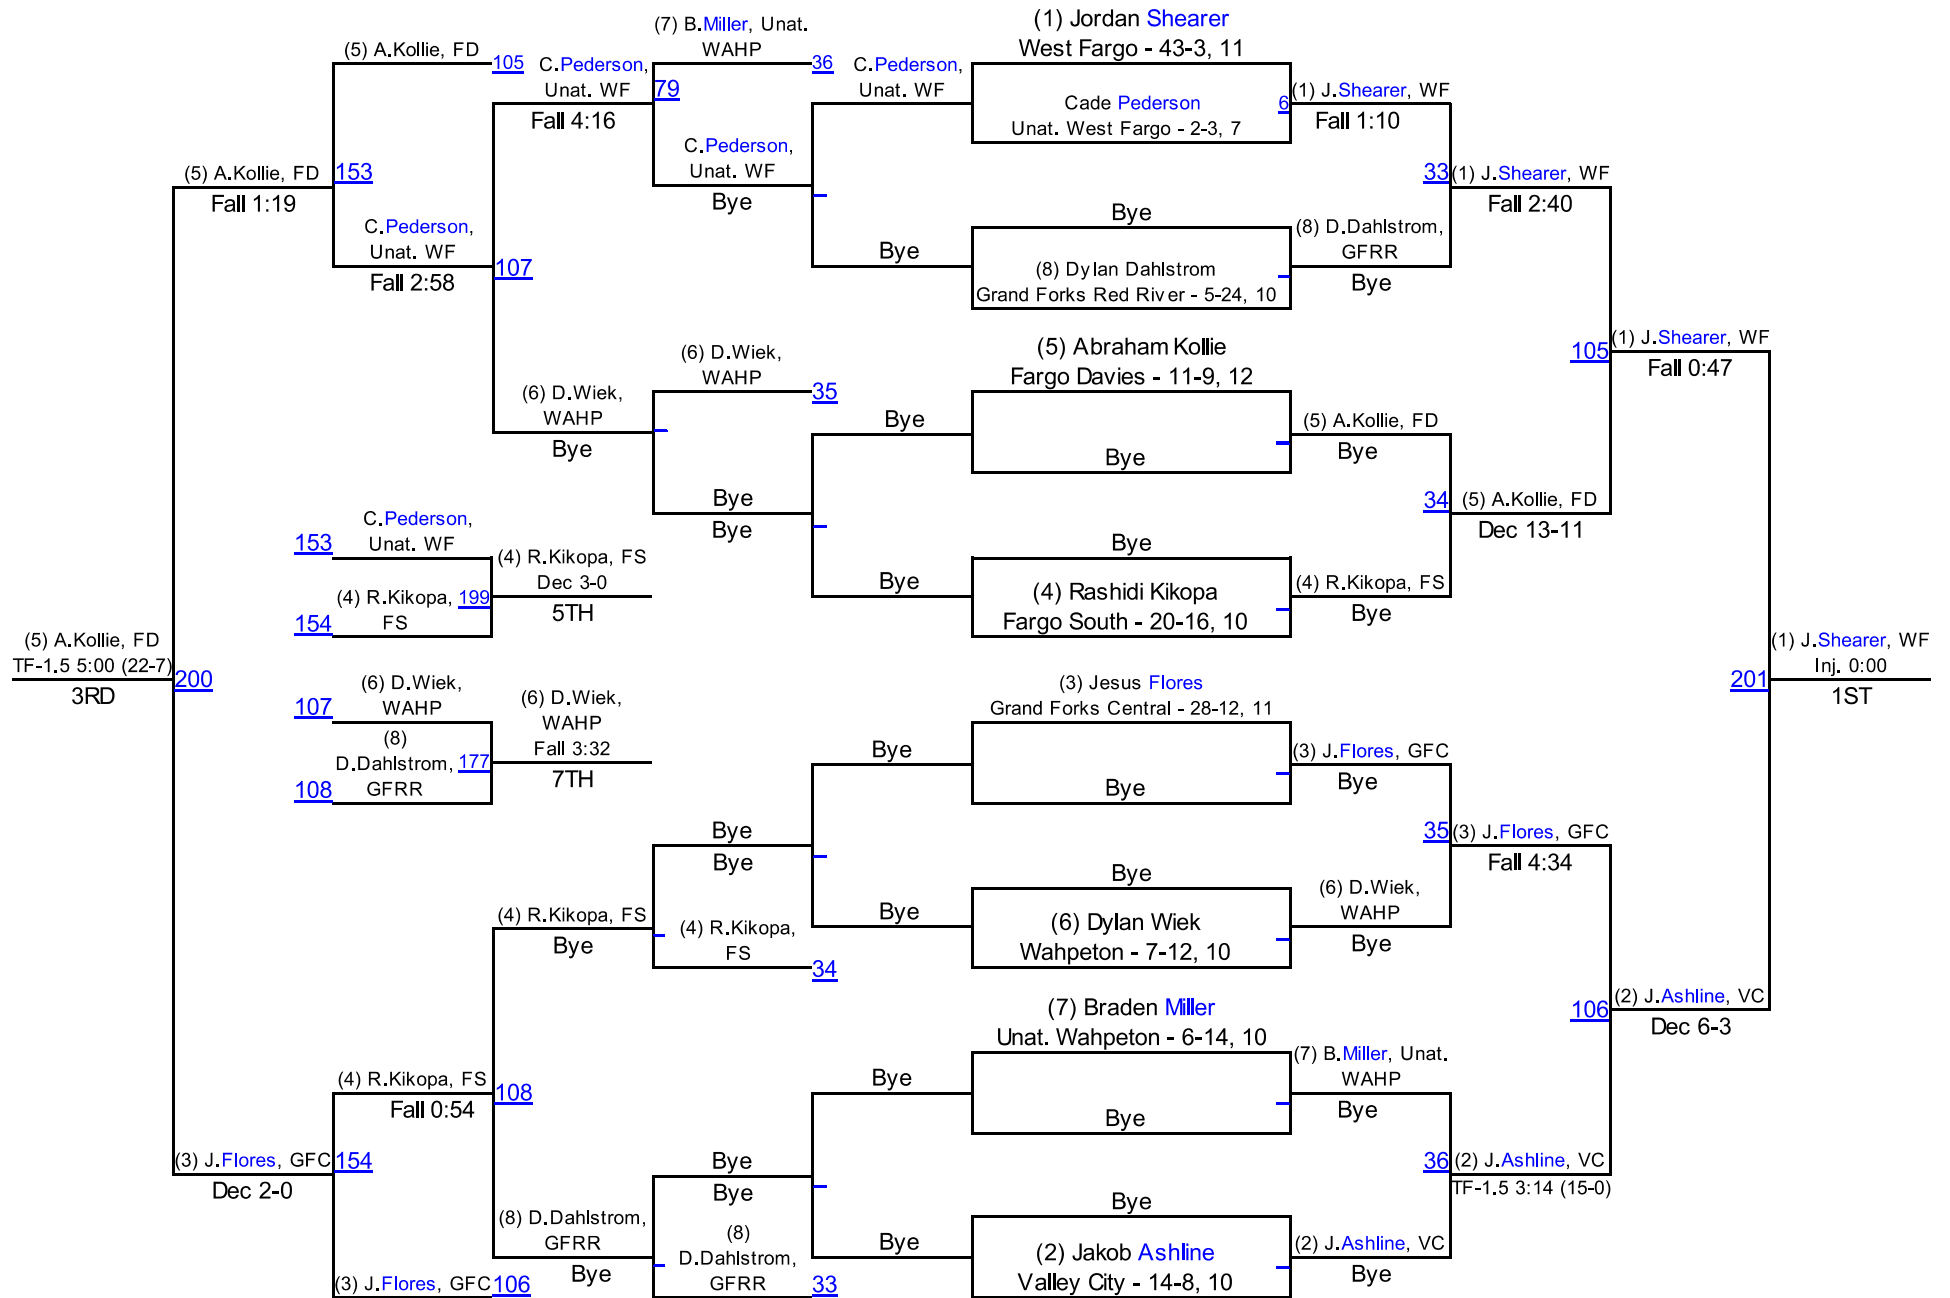 (1) Jordan Shearer
West Fargo - 43-3, 11
Cade Pederson
Unat. West Fargo - 2-3, 7
6
Bye
(8) Dylan Dahlstrom
Grand Forks Red River - 5-24, 10
(5) Abraham Kollie
Fargo Davies - 11-9, 12
Bye
Bye
(4) Rashidi Kikopa
Fargo South - 20-16, 10
(3) Jesus Flores
Grand Forks Central - 28-12, 11
Bye
(6) Dylan Wiek
Wahpeton - 7-12, 10
(7) Braden Miller
Unat. Wahpeton - 6-14, 10
Bye
Bye
(2) Jakob Ashline
Valley City - 14-8, 10
(1) J.Shearer, WF
Fall 1:10
33
(8) D.Dahlstrom,
GFRR
Bye
(5) A.Kollie, FD
Bye
34
(4) R.Kikopa, FS
Bye
(3) J.Flores, GFC
Bye
35
(6) D.Wiek,
WAHP
Bye
(7) B.Miller, Unat.
WAHP
Bye
36
(2) J.Ashline, VC
Bye
(1) J.Shearer, WF
Fall 2:40
105
(5) A.Kollie, FD
Dec 13-11
(3) J.Flores, GFC
Fall 4:34
106
(2) J.Ashline, VC
TF-1.5 3:14 (15-0)
(1) J.Shearer, WF
Fall 0:47
201
(2) J.Ashline, VC
Dec 6-3
(1) J.Shearer, WF
Inj. 0:00
1ST
C.Pederson,
Unat. WF
Bye
Bye
Bye
Bye
Bye
Bye
Bye
(7) B.Miller, Unat.
WAHP
36
C.Pederson,
Unat. WF
Bye
(6) D.Wiek,
WAHP
35
Bye
Bye
Bye
Bye
(4) R.Kikopa,
FS
34
Bye
Bye
(8)
D.Dahlstrom,
GFRR
33
C.Pederson,
Unat. WF
79
Fall 4:16
(6) D.Wiek,
WAHP
Bye
(4) R.Kikopa, FS
Bye
(8) D.Dahlstrom,
GFRR
Bye
(5) A.Kollie, FD
105
C.Pederson,
Unat. WF
107
Fall 2:58
(4) R.Kikopa, FS
108
Fall 0:54
(3) J.Flores, GFC
106
(5) A.Kollie, FD
153
Fall 1:19
(3) J.Flores, GFC
154
Dec 2-0
(5) A.Kollie, FD
TF-1.5 5:00 (22-7)
200
3RD
C.Pederson,
Unat. WF
153
(4) R.Kikopa,
FS
154
199
(4) R.Kikopa, FS
Dec 3-0
5TH
(6) D.Wiek,
WAHP
107
(8)
D.Dahlstrom,
GFRR
108
177
(6) D.Wiek,
WAHP
Fall 3:32
7TH